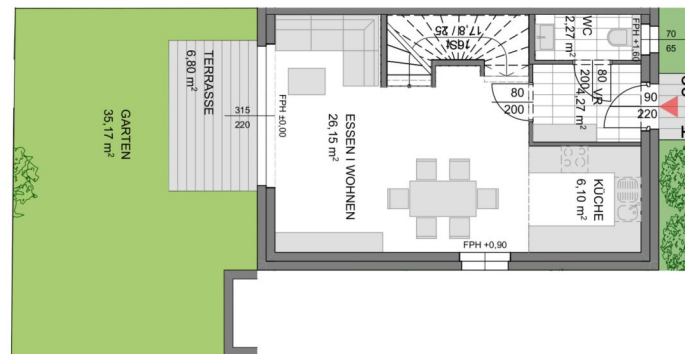 GARTEN
35,17 m²
TERRASSE
6,80 m²
315
220
FPH ±0,00
ESSEN I WOHNEN
26,15 m²
16St
17,8 / 25
WC
2,27 m²
FPH +1,60
70
65
80
200
VR
4,27 m²
80
200
90
220
KÜCHE
6,10 m²
FPH +0,90